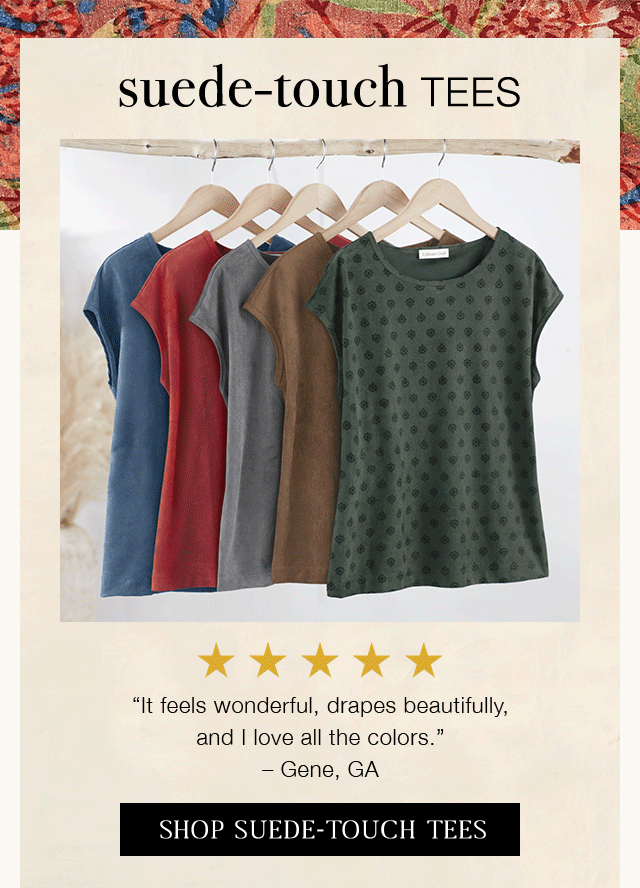 suede-touch TEES
“It feels wonderful, drapes beautifully,
and I love all the colors.”
– Gene, GA
SHOP SUEDE-TOUCH TEES